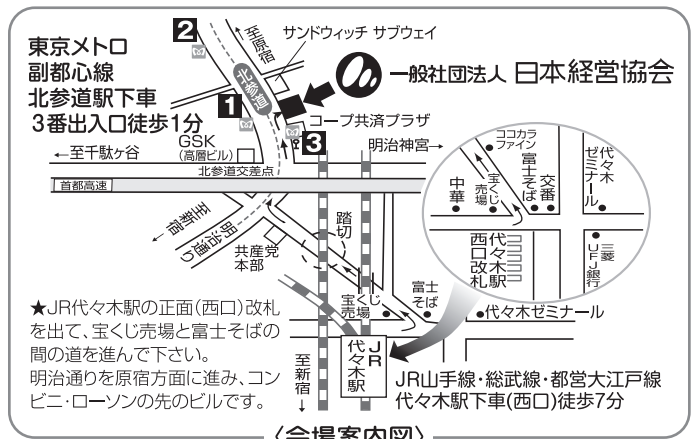 東京メトロ
副都心線
北参道駅下車
3番出入口徒歩1分
2
至原宿
サンドウィッチ サブウェイ
一般社団法人 日本経営協会
北参道
1
3
コープ共済プラザ
GSK
(高層ビル)
←至千駄ヶ谷
北参道交差点
明治神宮→
首都高速
至新宿
明治通り
共産党
本部
踏切
宝くじ
売場
富士
そば
代々木ゼミナール
ココカラ
ファイン
中華
宝くじ
売場
富士そば
交番
代々木
ゼミナール
代々木駅
西口改札
三菱
UFJ銀行
★JR代々木駅の正面(西口)改札
を出て、宝くじ売場と富士そばの
間の道を進んで下さい。
明治通りを原宿方面に進み、コン
ビニ・ローソンの先のビルです。
至新宿
↓
JR
代々木駅
JR山手線・総武線・都営大江戸線
代々木駅下車(西口)徒歩7分
〈会場案内図〉